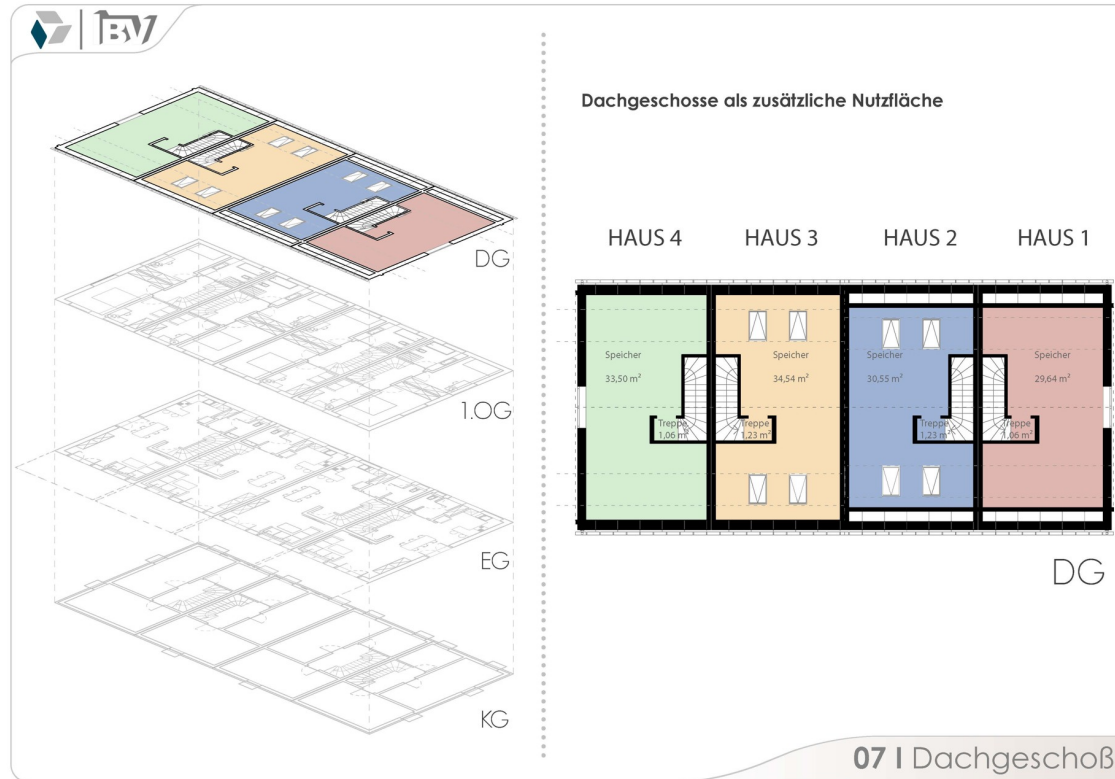 IBV
DG
1.OG
EG
KG
Dachgeschosse als zusätzliche Nutzfläche
HAUS 4 HAUS 3 HAUS 2 HAUS 1
Speicher Speicher Speicher Speicher
33,50 m² 34,54 m² 30,55 m² 29,64 m²
Treppe Treppe Treppe Treppe
1,06 m² 1,23 m² 1,23 m² 1,06 m²
DG
07 I Dachgeschoß